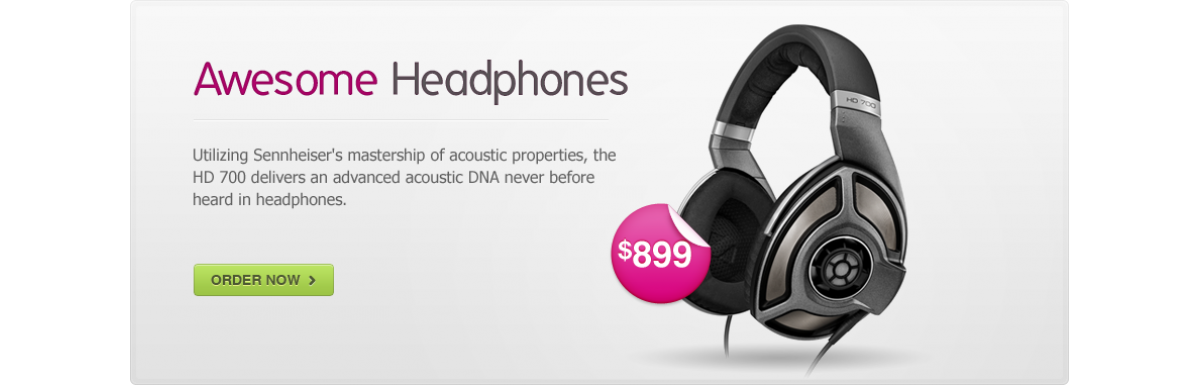 Awesome Headphones
Utilizing Sennheiser's mastership of acoustic properties, the
HD 700 delivers an advanced acoustic DNA never before
heard in headphones.
ORDER NOW
$899
HD 700